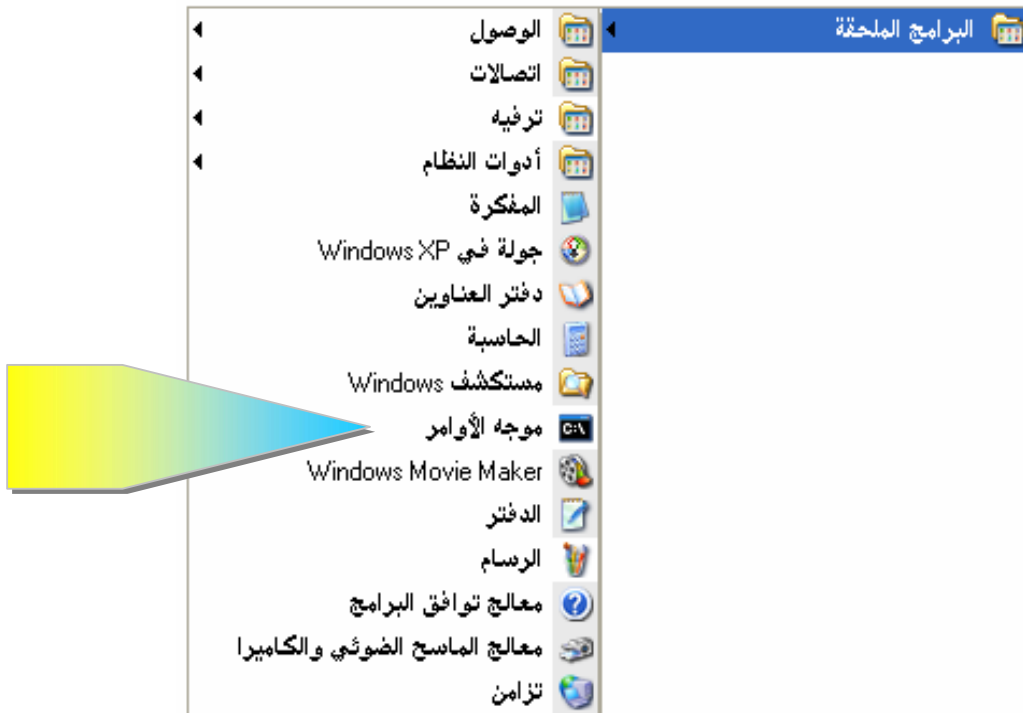 البرامج الملحقة
الوصول
اتصالات
ترفيه
أدوات النظام
المفكرة
جولة في Windows XP
دفتر العناوين
الحاسبة
مستكشف Windows
موجه الأوامر
Windows Movie Maker
الدفتر
الرسام
معالج توافق البرامج
معالج الماسح الضوئي والكاميرا
تزامن